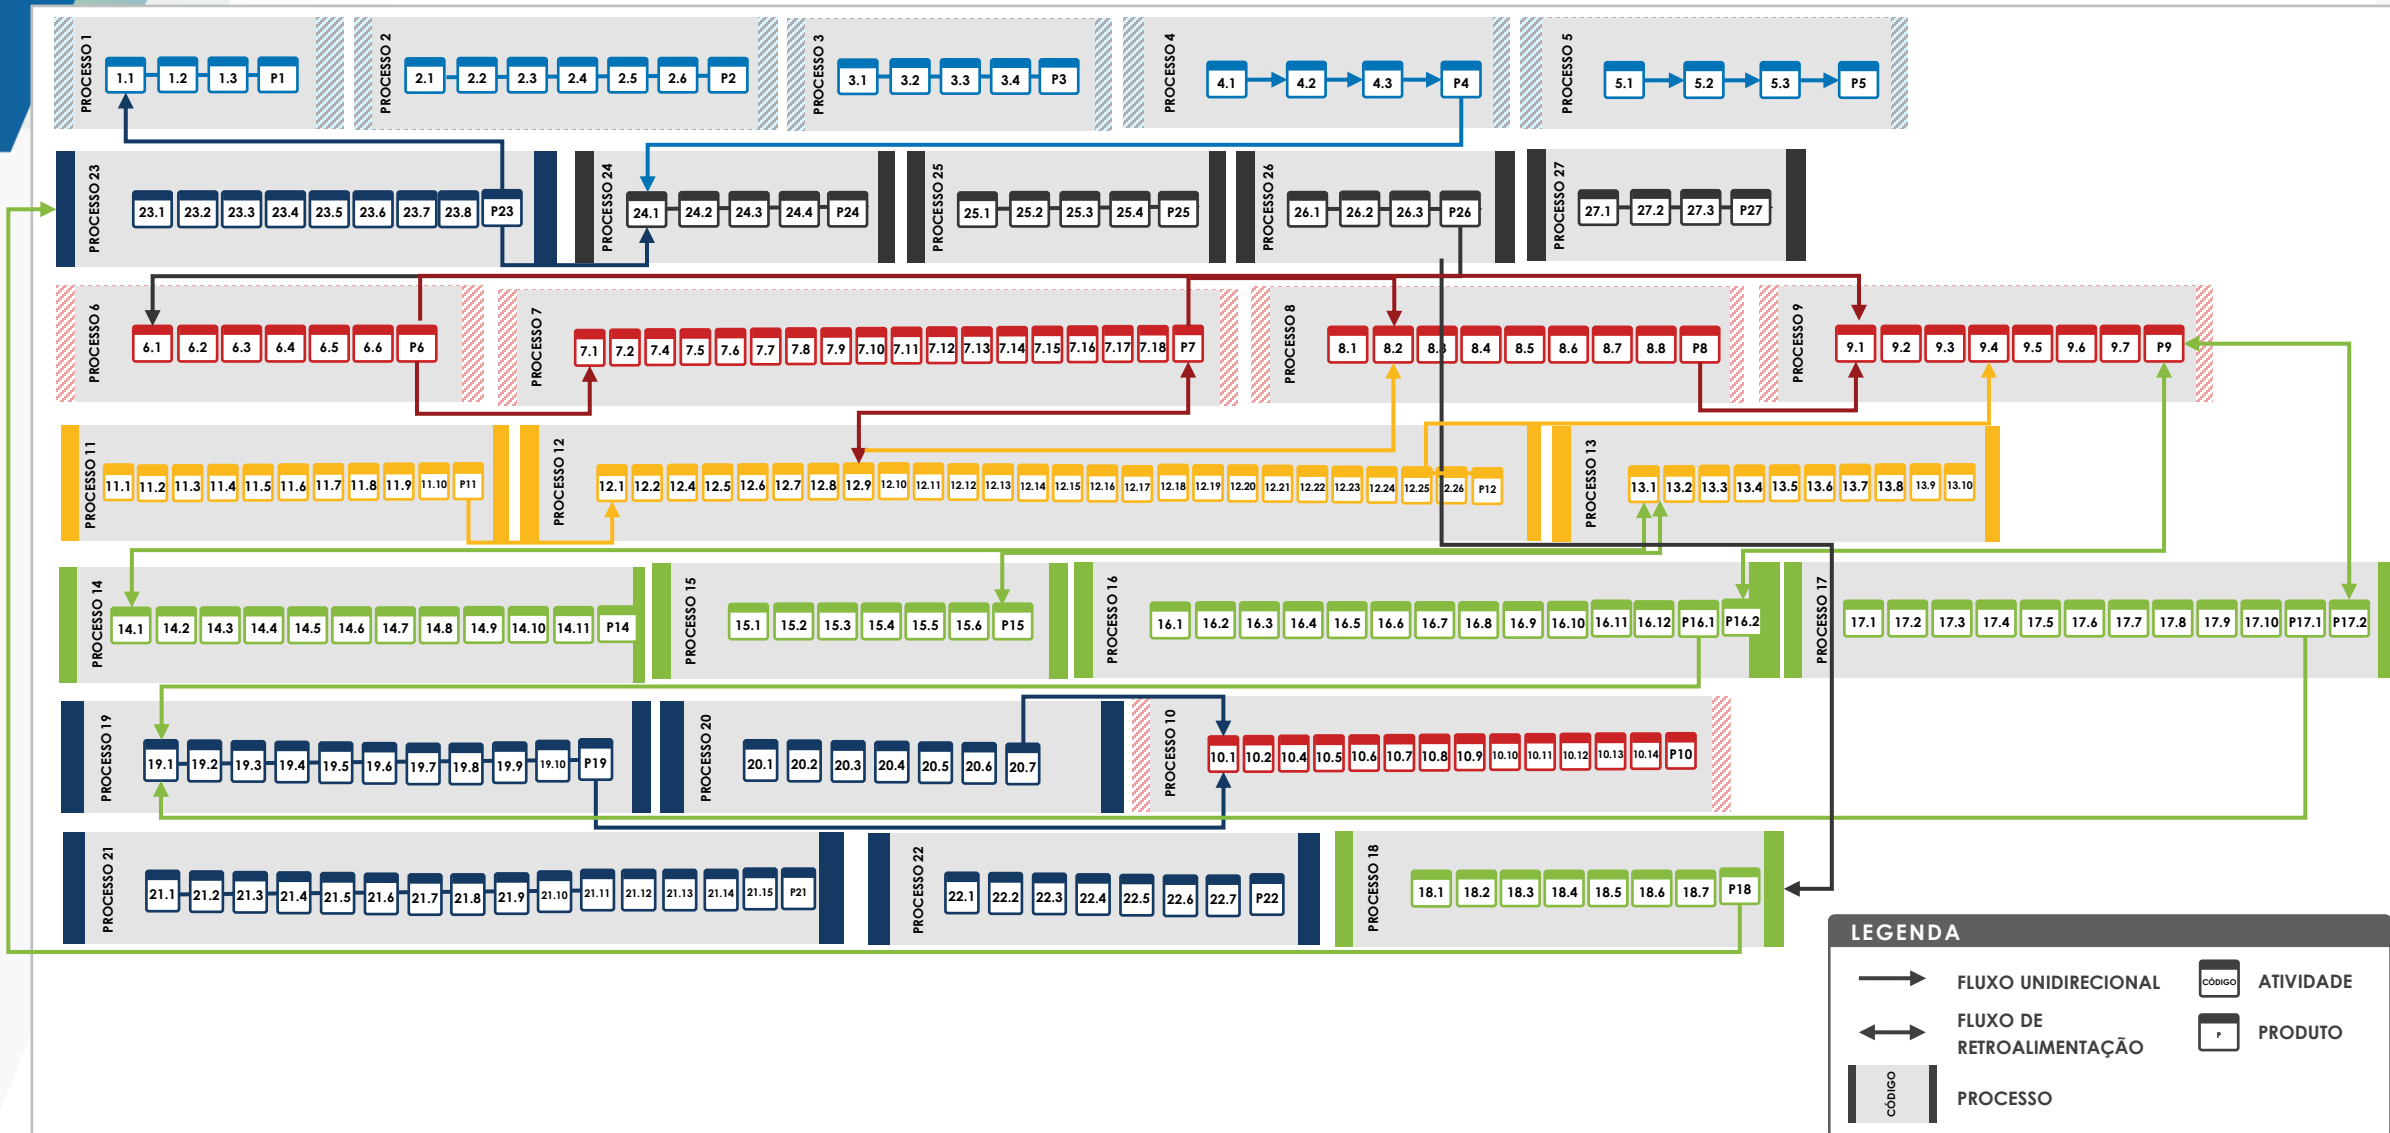 PROCESSO 1
1.1 1.2 1.3 P1
PROCESSO 2
2.1 2.2 2.3 2.4 2.5 2.6 P2
PROCESSO 3
3.1 3.2 3.3 3.4 P3
PROCESSO 4
4.1 4.2 4.3 P4
PROCESSO 5
5.1 5.2 5.3 P5
PROCESSO 23
23.1 23.2 23.3 23.4 23.5 23.6 23.7 23.8 P23
PROCESSO 24
24.1 24.2 24.3 24.4 P24
PROCESSO 25
25.1 25.2 25.3 25.4 P25
PROCESSO 26
26.1 26.2 26.3 P26
PROCESSO 27
27.1 27.2 27.3 P27
PROCESSO 6
6.1 6.2 6.3 6.4 6.5 6.6 P6
PROCESSO 7
7.1 7.2 7.4 7.5 7.6 7.7 7.8 7.9 7.10 7.11 7.12 7.13 7.14 7.15 7.16 7.17 7.18 P7
PROCESSO 8
8.1 8.2 8.3 8.4 8.5 8.6 8.7 8.8 P8
PROCESSO 9
9.1 9.2 9.3 9.4 9.5 9.6 9.7 P9
PROCESSO 11
11.1 11.2 11.3 11.4 11.5 11.6 11.7 11.8 11.9 11.10 P11
PROCESSO 12
12.1 12.2 12.4 12.5 12.6 12.7 12.8 12.9 12.10 12.11 12.12 12.13 12.14 12.15 12.16 12.17 12.18 12.19 12.20 12.21 12.22 12.23 12.24 12.25 12.26 P12
PROCESSO 13
13.1 13.2 13.3 13.4 13.5 13.6 13.7 13.8 13.9 13.10
PROCESSO 14
14.1 14.2 14.3 14.4 14.5 14.6 14.7 14.8 14.9 14.10 14.11 P14
PROCESSO 15
15.1 15.2 15.3 15.4 15.5 15.6 P15
PROCESSO 16
16.1 16.2 16.3 16.4 16.5 16.6 16.7 16.8 16.9 16.10 16.11 16.12 P16.1 P16.2
PROCESSO 17
17.1 17.2 17.3 17.4 17.5 17.6 17.7 17.8 17.9 17.10 P17.1 P17.2
PROCESSO 19
19.1 19.2 19.3 19.4 19.5 19.6 19.7 19.8 19.9 19.10 P19
PROCESSO 20
20.1 20.2 20.3 20.4 20.5 20.6 20.7
PROCESSO 10
10.1 10.2 10.4 10.5 10.6 10.7 10.8 10.9 10.10 10.11 10.12 10.13 10.14 P10
PROCESSO 21
21.1 21.2 21.3 21.4 21.5 21.6 21.7 21.8 21.9 21.10 21.11 21.12 21.13 21.14 21.15 P21
PROCESSO 22
22.1 22.2 22.3 22.4 22.5 22.6 22.7 P22
PROCESSO 18
18.1 18.2 18.3 18.4 18.5 18.6 18.7 P18
LEGENDA
FLUXO UNIDIRECIONAL
CÓDIGO
ATIVIDADE
FLUXO DE
RETROALIMENTAÇÃO
P
PRODUTO
CÓDIGO
PROCESSO